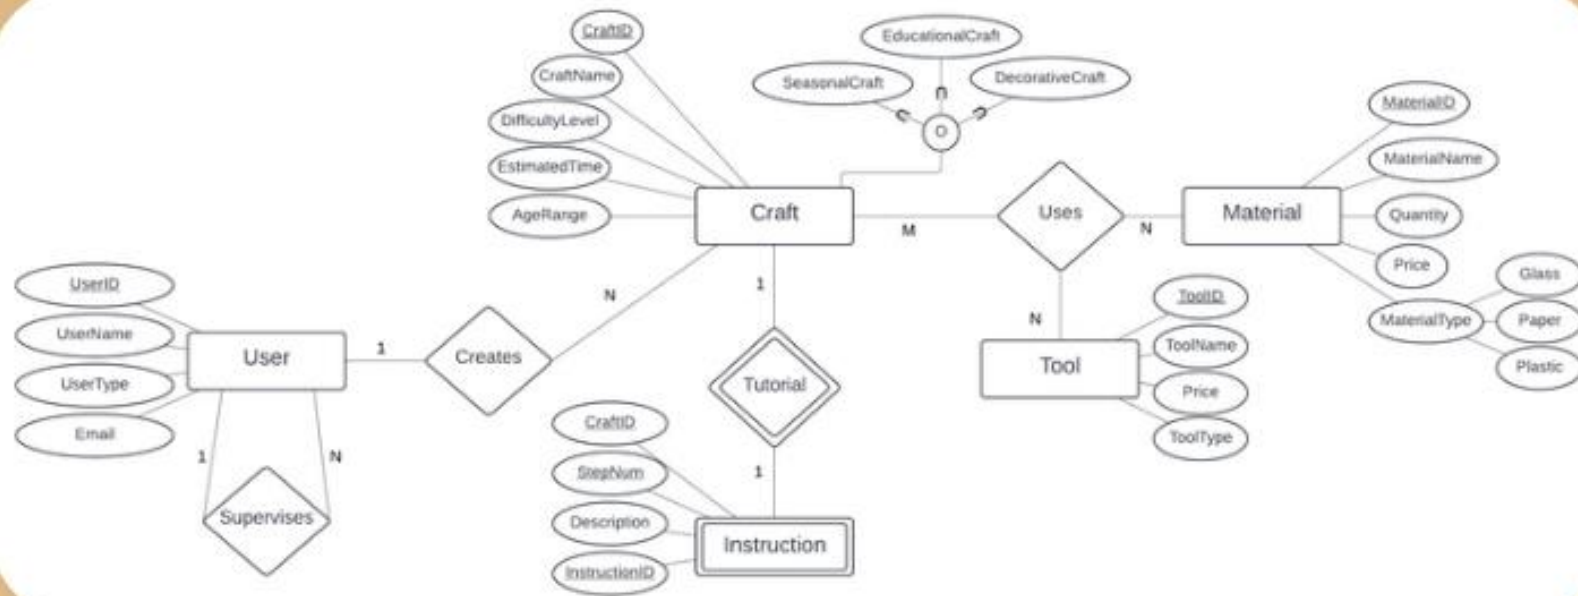 CraftID
CraftName
DifficultyLevel
EstimatedTime
AgeRange
EducationalCraft
SeasonalCraft
DecorativeCraft
O
Craft
M
Uses
N
Material
MaterialID
MaterialName
Quantity
Price
MaterialType
Glass
Paper
Plastic
N
Tool
ToolID
ToolName
Price
ToolType
UserID
UserName
UserType
Email
User
1
Creates
N
1
N
Supervises
1
Tutorial
1
CraftID
StepNum
Description
InstructionID
Instruction